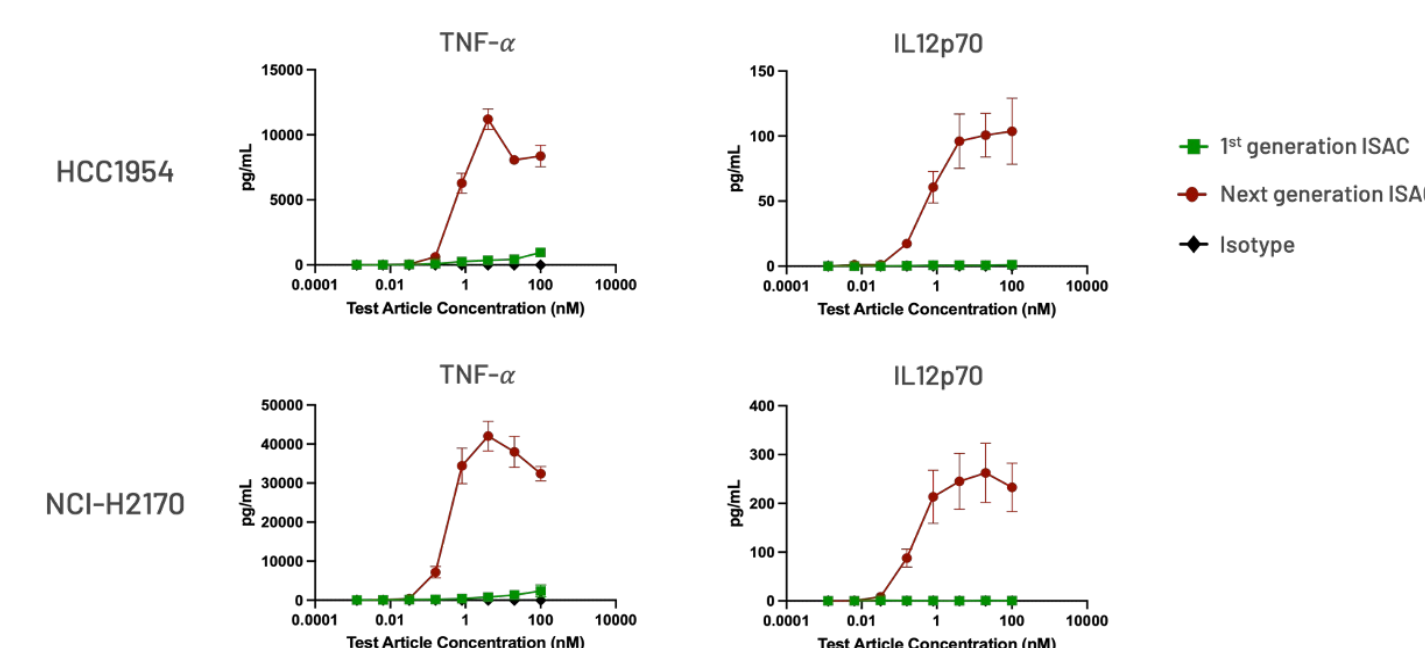 TNF-α
IL12p70
HCC1954
pg/mL
15000
10000
5000
0
0.0001
0.01
1
100
10000
Test Article Concentration (nM)
pg/mL
150
100
50
0
0.0001
0.01
1
100
10000
Test Article Concentration (nM)
1st generation ISAC
Next generation ISAC
Isotype
TNF-α
IL12p70
NCI-H2170
pg/mL
50000
40000
30000
20000
10000
0
0.0001
0.01
1
100
10000
Test Article Concentration (nM)
pg/mL
400
300
200
100
0
0.0001
0.01
1
100
10000
Test Article Concentration (nM)